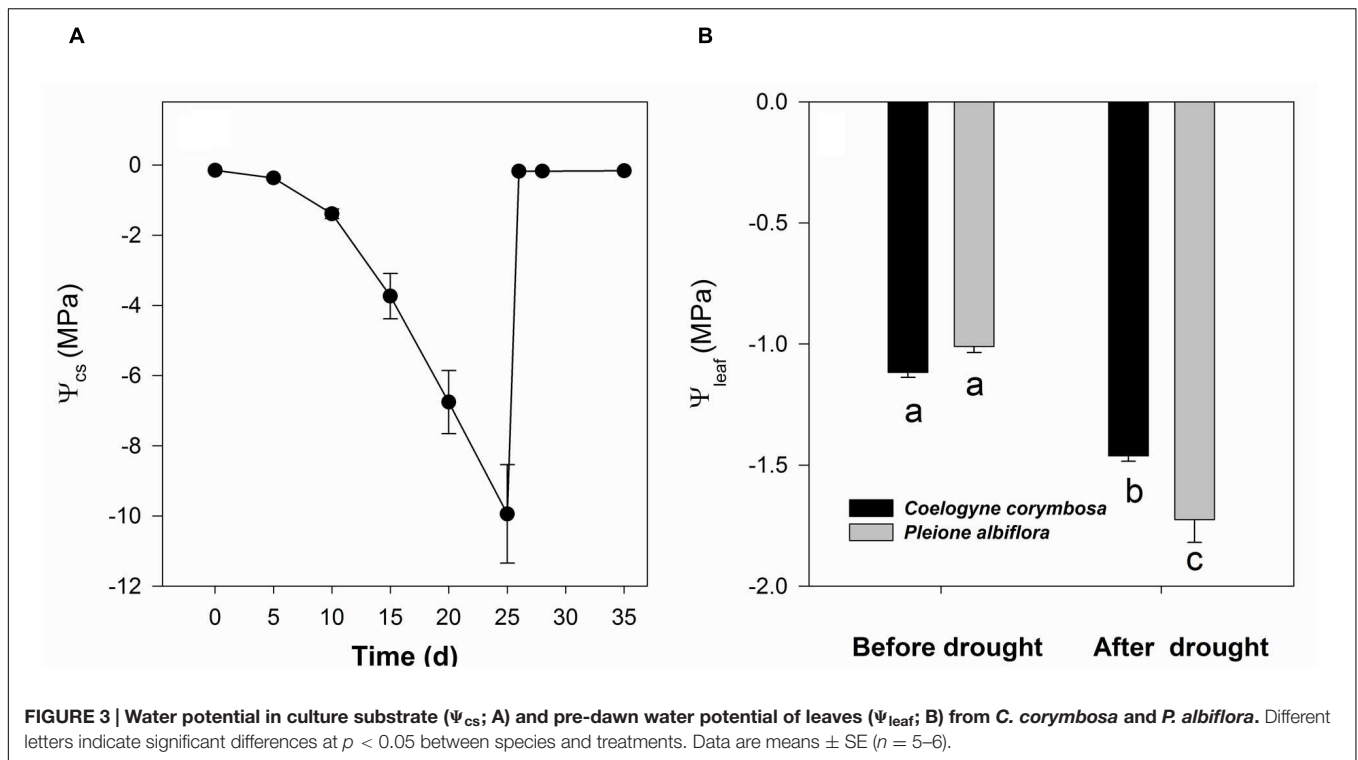 A
B
0
-2
-4
-6
-8
-10
-12
Ψcs (MPa)
0 5 10 15 20 25 30 35
Time (d)
0.0
-0.5
-1.0
-1.5
-2.0
Ψleaf (MPa)
a
a
b
c
Coelogyne corymbosa
Pleione albiflora
Before drought After drought
FIGURE 3 | Water potential in culture substrate (Ψcs; A) and pre-dawn water potential of leaves (Ψleaf; B) from C. corymbosa and P. albiflora. Different
letters indicate significant differences at p < 0.05 between species and treatments. Data are means ± SE (n = 5–6).